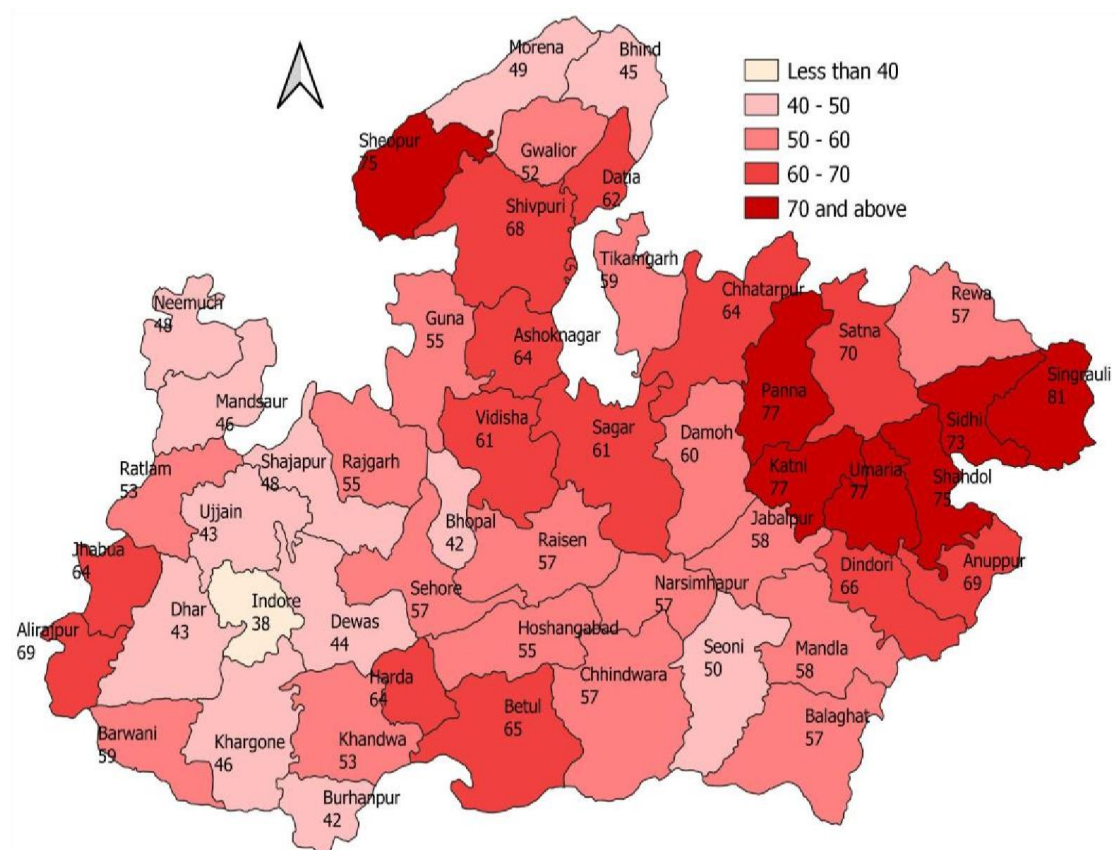 Morena
49
Bhind
45
Less than 40
40 - 50
50 - 60
60 - 70
70 and above
Sheopur
75
Gwalior
52
Datia
62
Shivpuri
68
Tikamgarh
59
Chhatarpur
64
Rewa
57
Neemuch
48
Guna
55
Ashoknagar
64
Satna
70
Singrauli
81
Panna
77
Mandsaur
46
Vidisha
61
Sagar
61
Damoh
60
Sidhi
73
Ratlam
53
Shajapur
48
Rajgarh
55
Katni
77
Umaria
77
Shahdol
75
Ujjain
43
Bhopal
42
Raisen
57
Jabalpur
58
Jhabua
64
Dindori
66
Anuppur
69
Dhar
43
Indore
38
Dewas
44
Sehore
57
Narsimhapur
57
Alirajpur
69
Hoshangabad
55
Seoni
50
Mandla
58
Harda
64
Betul
65
Chhindwara
57
Balaghat
57
Barwani
59
Khargone
46
Khandwa
53
Burhanpur
42